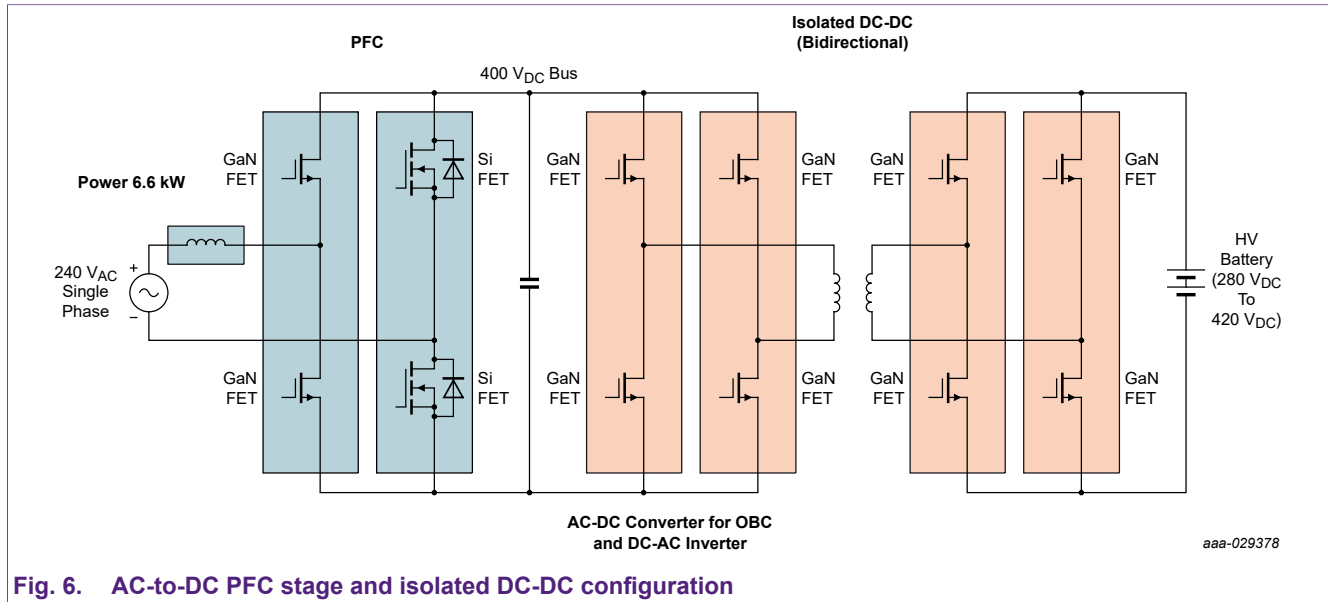 Isolated DC-DC
(Bidirectional)
PFC
400 VDC Bus
GaN
FET
Si
FET
GaN
FET
GaN
FET
GaN
FET
GaN
FET
Power 6.6 kW
240 VAC
Single
Phase
+
−
HV
Battery
(280 VDC
To
420 VDC)
GaN
FET
Si
FET
GaN
FET
GaN
FET
GaN
FET
GaN
FET
AC-DC Converter for OBC
and DC-AC Inverter
aaa-029378
Fig. 6. AC-to-DC PFC stage and isolated DC-DC configuration